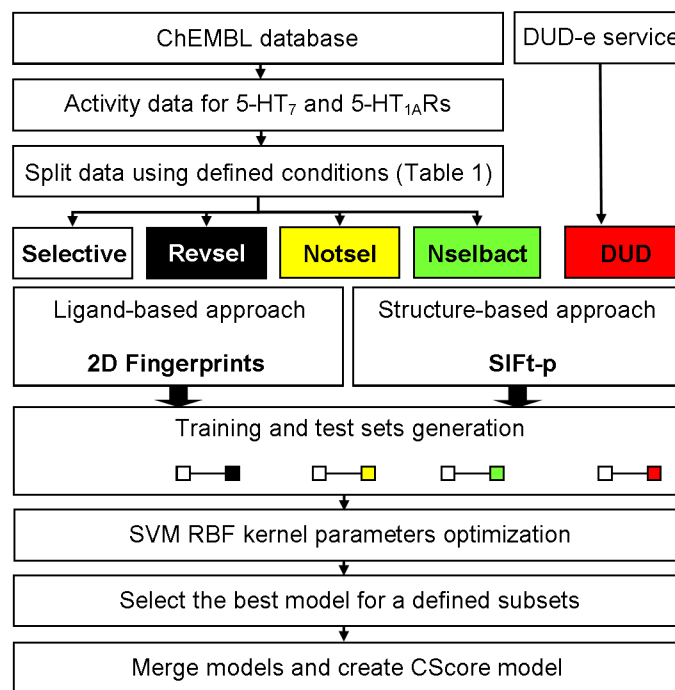 ChEMBL database
DUD-e service
Activity data for 5-HT₇ and 5-HT₁ₐRs
Split data using defined conditions (Table 1)
Selective
Revsel
Notsel
Nselbact
DUD
Ligand-based approach
2D Fingerprints
Structure-based approach
SIFt-p
Training and test sets generation
SVM RBF kernel parameters optimization
Select the best model for a defined subsets
Merge models and create CScore model